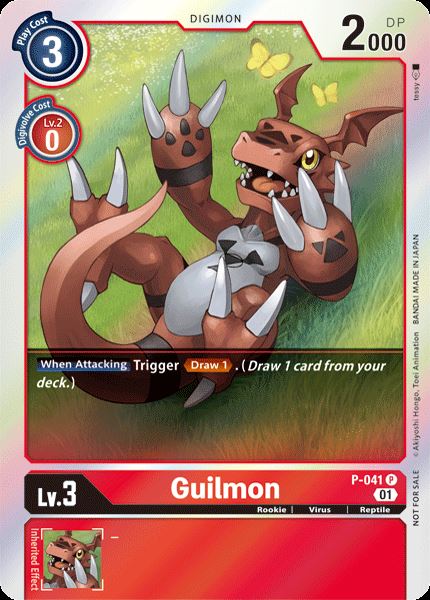 Play Cost
3
DIGIMON
DP
2000
Digivolve Cost
Lv.2
0
tessy
When Attacking Trigger Draw 1 . (Draw 1 card from your
deck.)
© Akiyoshi Hongo, Toei Animation BANDAI MADE IN JAPAN
NOT FOR SALE
Lv.3
Guilmon
P-041 P
01
Rookie | Virus | Reptile
Inherited Effect
-